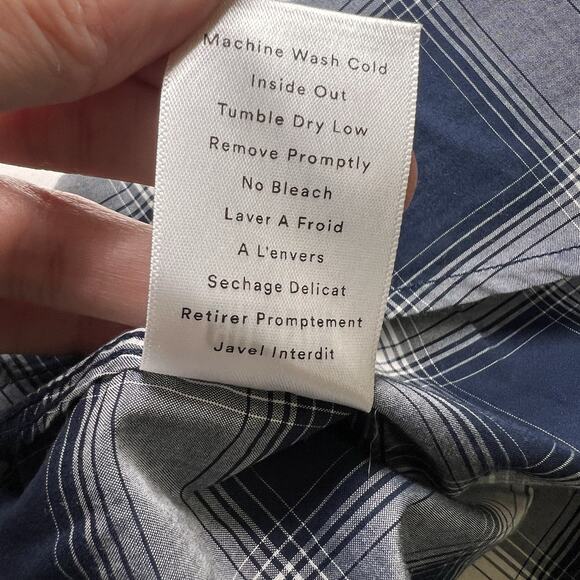 Machine Wash Cold
Inside Out
Tumble Dry Low
Remove Promptly
No Bleach
Laver A Froid
A L'envers
Sechage Delicat
Retirer Promptement
Javel Interdit